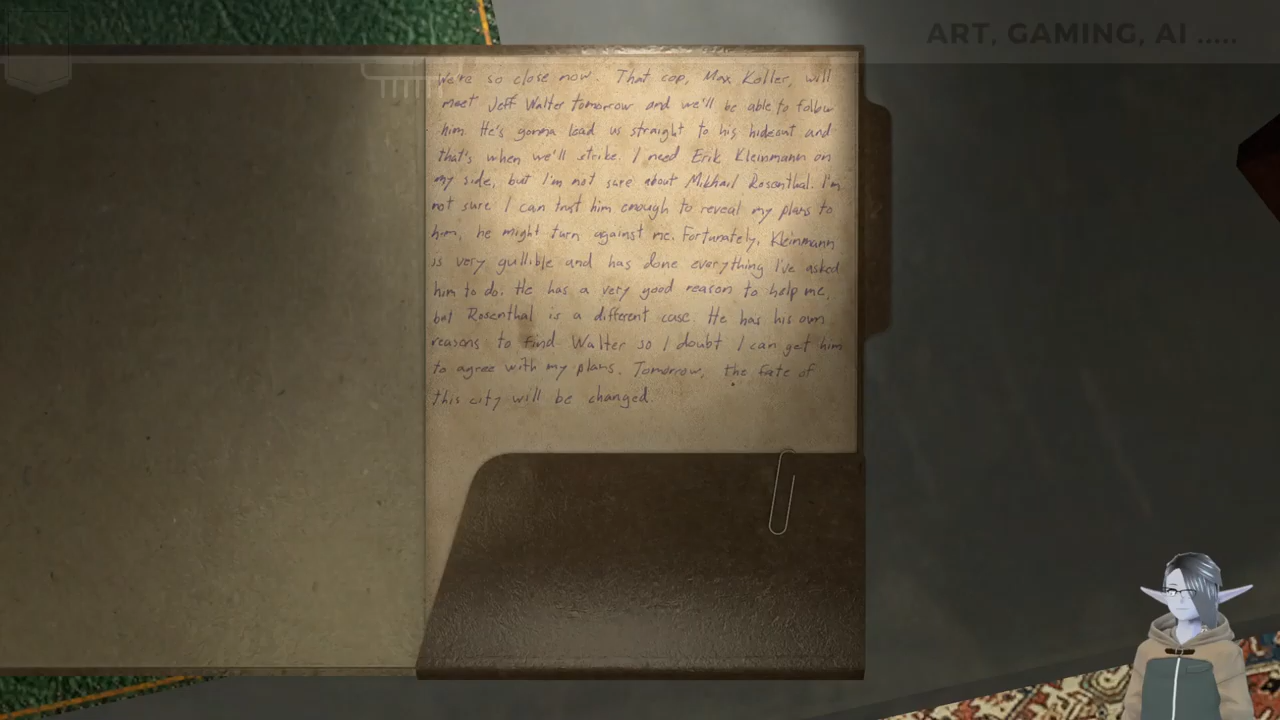 ART, GAMING, AI .....
We're so close now. That cop, Max Koller, will
meet Jeff Walter tomorrow and we'll be able to follow
him. He's gonna lead us straight to his hideout and
that's when we'll strike. I need Erik Kleinmann on
my side, but I'm not sure about Mikhail Rosenthal. I'm
not sure I can trust him enough to reveal my plans to
him, he might turn against me. Fortunately, Kleinmann
is very gullible and has done everything I've asked
him to do. He has a very good reason to help me,
but Rosenthal is a different case. He has his own
reasons to find Walter so I doubt I can get him
to agree with my plans. Tomorrow, the fate of
this city will be changed.